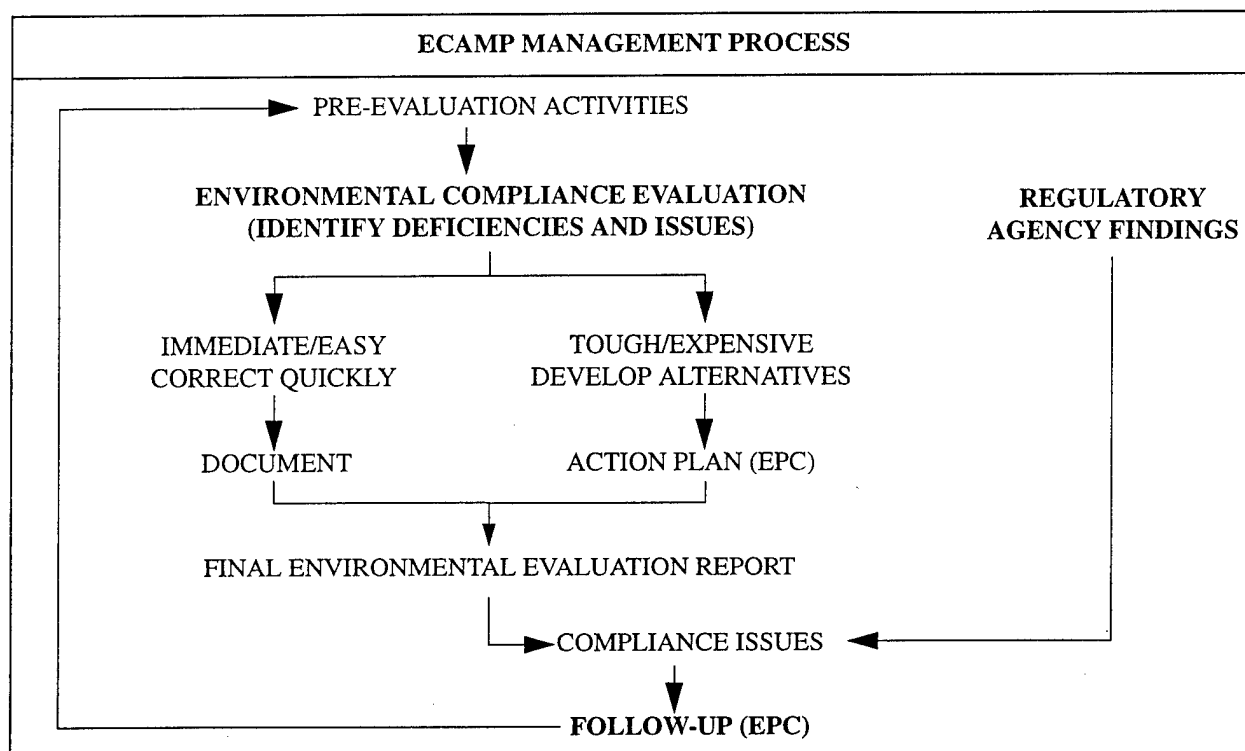 ECAMP MANAGEMENT PROCESS
PRE-EVALUATION ACTIVITIES
ENVIRONMENTAL COMPLIANCE EVALUATION
(IDENTIFY DEFICIENCIES AND ISSUES)
REGULATORY
AGENCY FINDINGS
IMMEDIATE/EASY
CORRECT QUICKLY
TOUGH/EXPENSIVE
DEVELOP ALTERNATIVES
DOCUMENT
ACTION PLAN (EPC)
FINAL ENVIRONMENTAL EVALUATION REPORT
COMPLIANCE ISSUES
FOLLOW-UP (EPC)